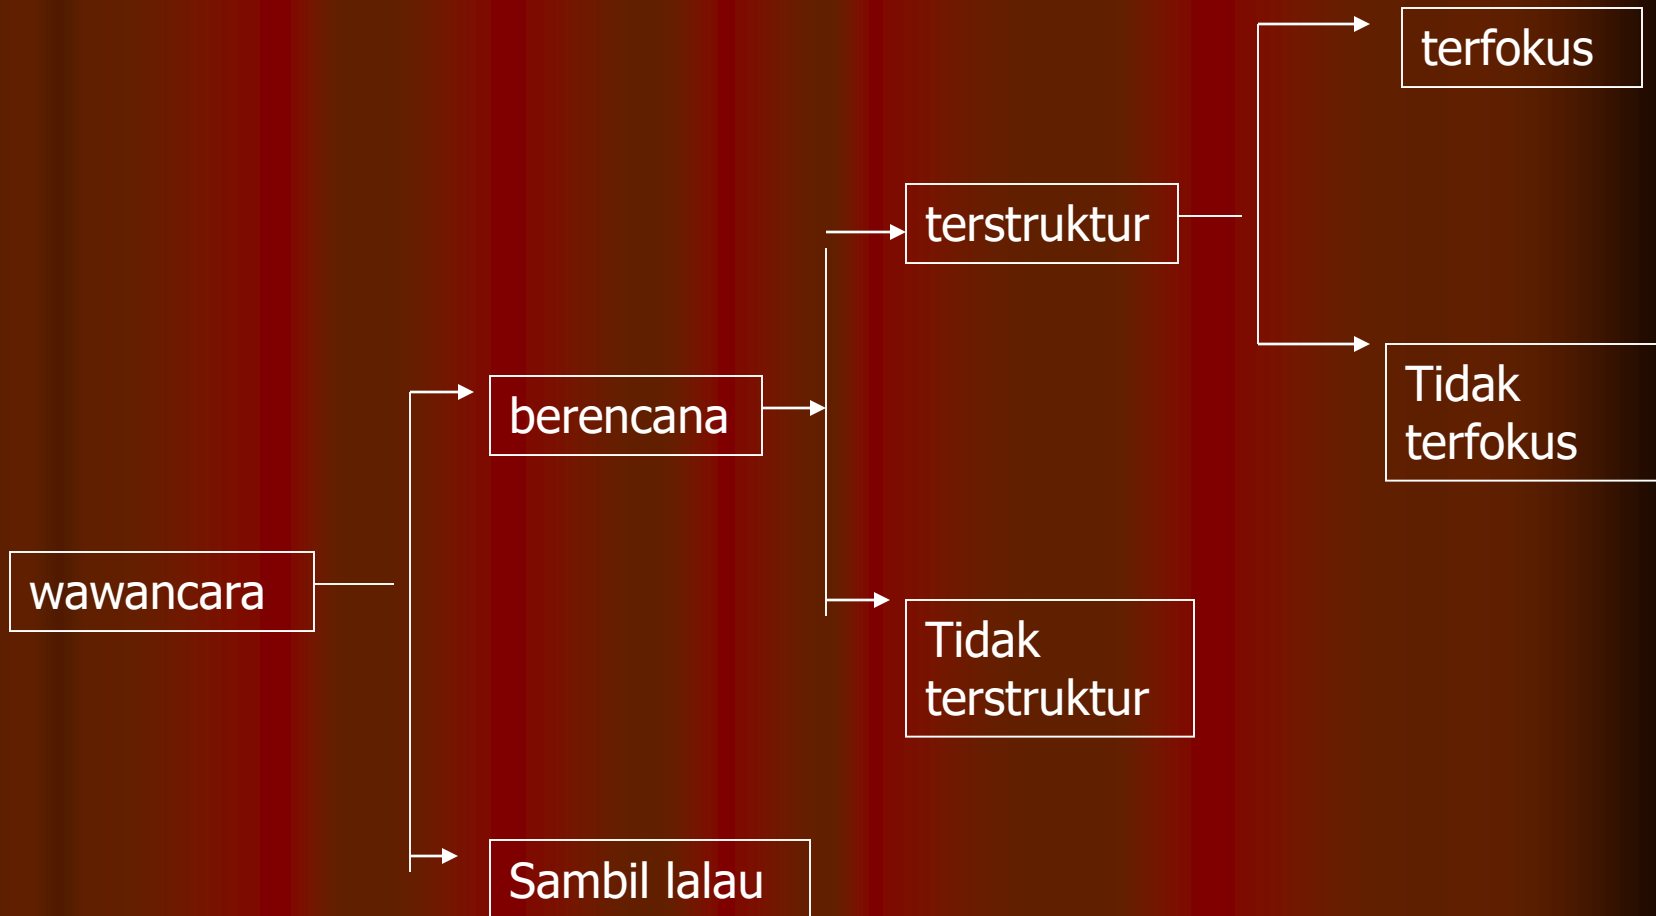 terfokus
terstruktur
Tidak
terfokus
berencana
wawancara
Tidak
terstruktur
Sambil lalau